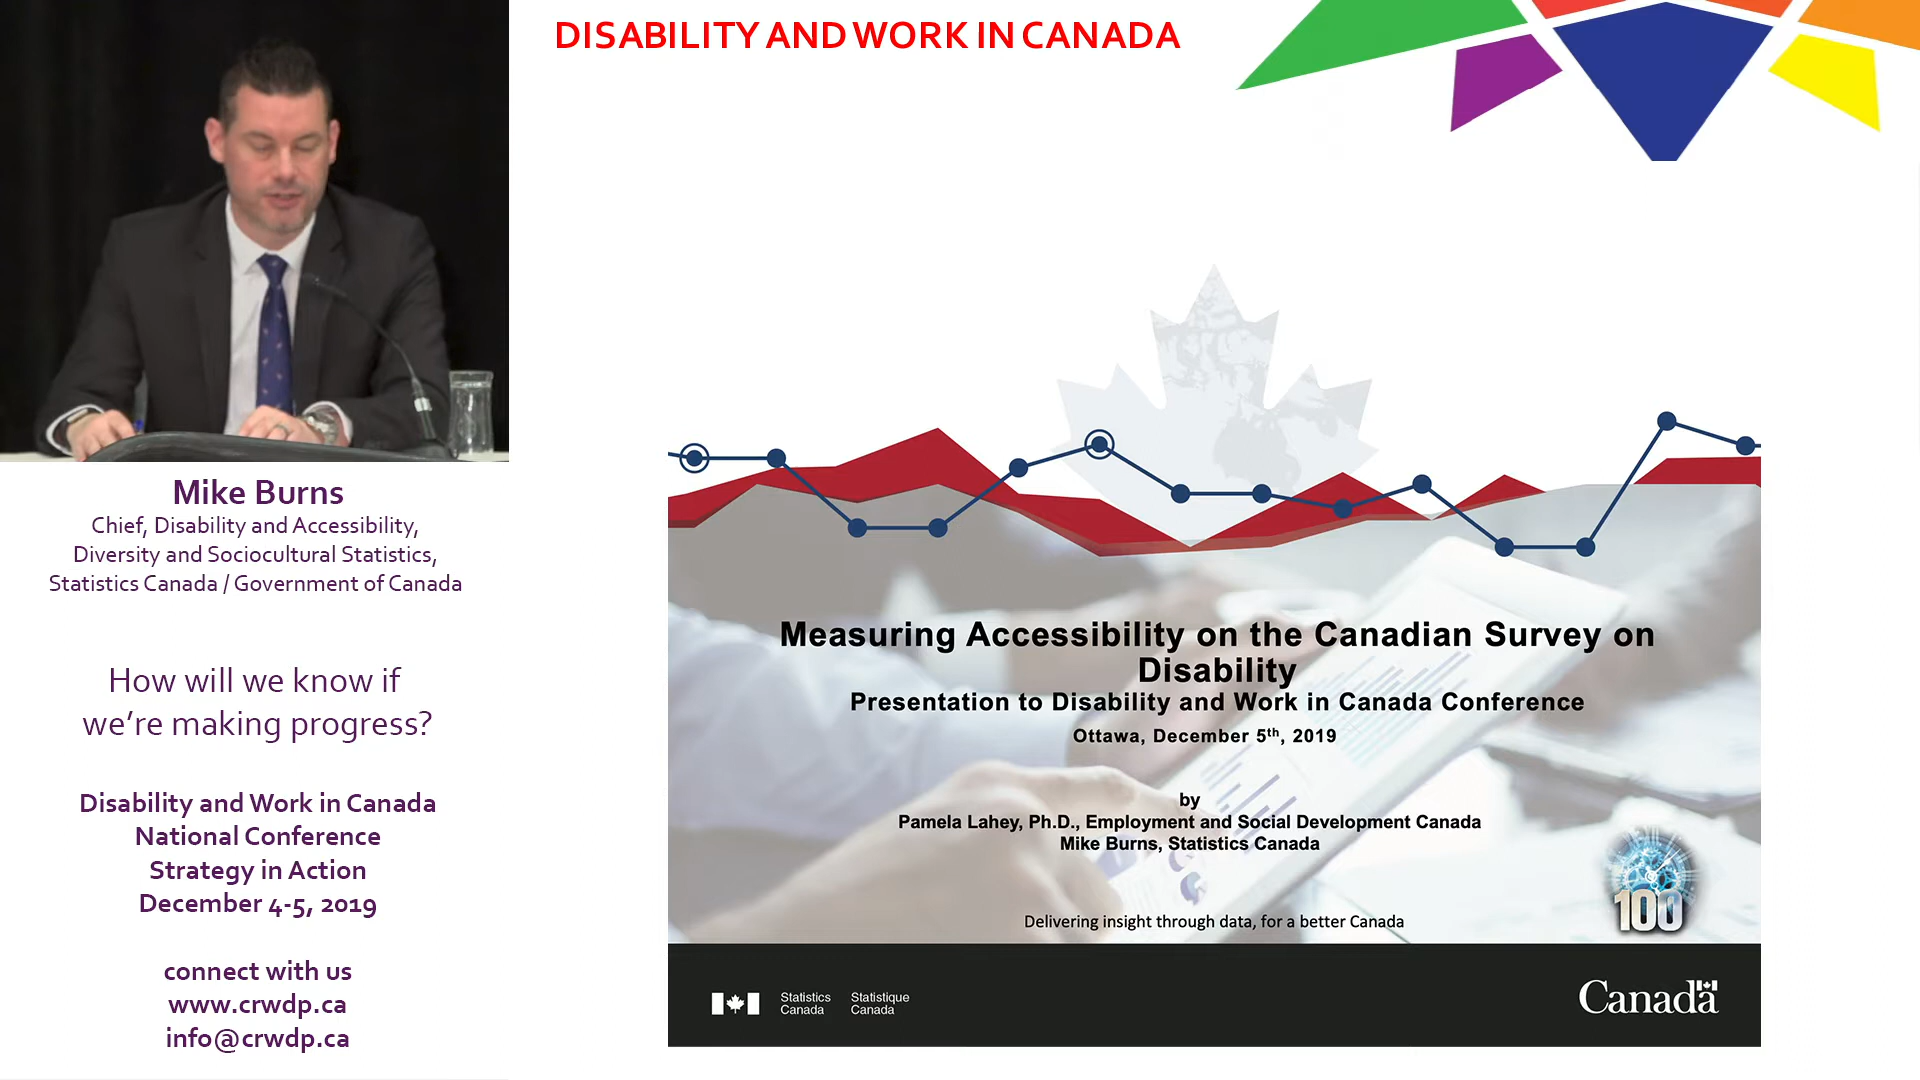 DISABILITY AND WORK IN CANADA
Mike Burns
Chief, Disability and Accessibility,
Diversity and Sociocultural Statistics,
Statistics Canada / Government of Canada
How will we know if
we're making progress?
Disability and Work in Canada
National Conference
Strategy in Action
December 4-5, 2019
connect with us
www.crwdp.ca
info@crwdp.ca
Measuring Accessibility on the Canadian Survey on
Disability
Presentation to Disability and Work in Canada Conference
Ottawa, December 5th, 2019
by
Pamela Lahey, Ph.D., Employment and Social Development Canada
Mike Burns, Statistics Canada
100
Delivering insight through data, for a better Canada
Statistics Canada
Statistique Canada
Canada